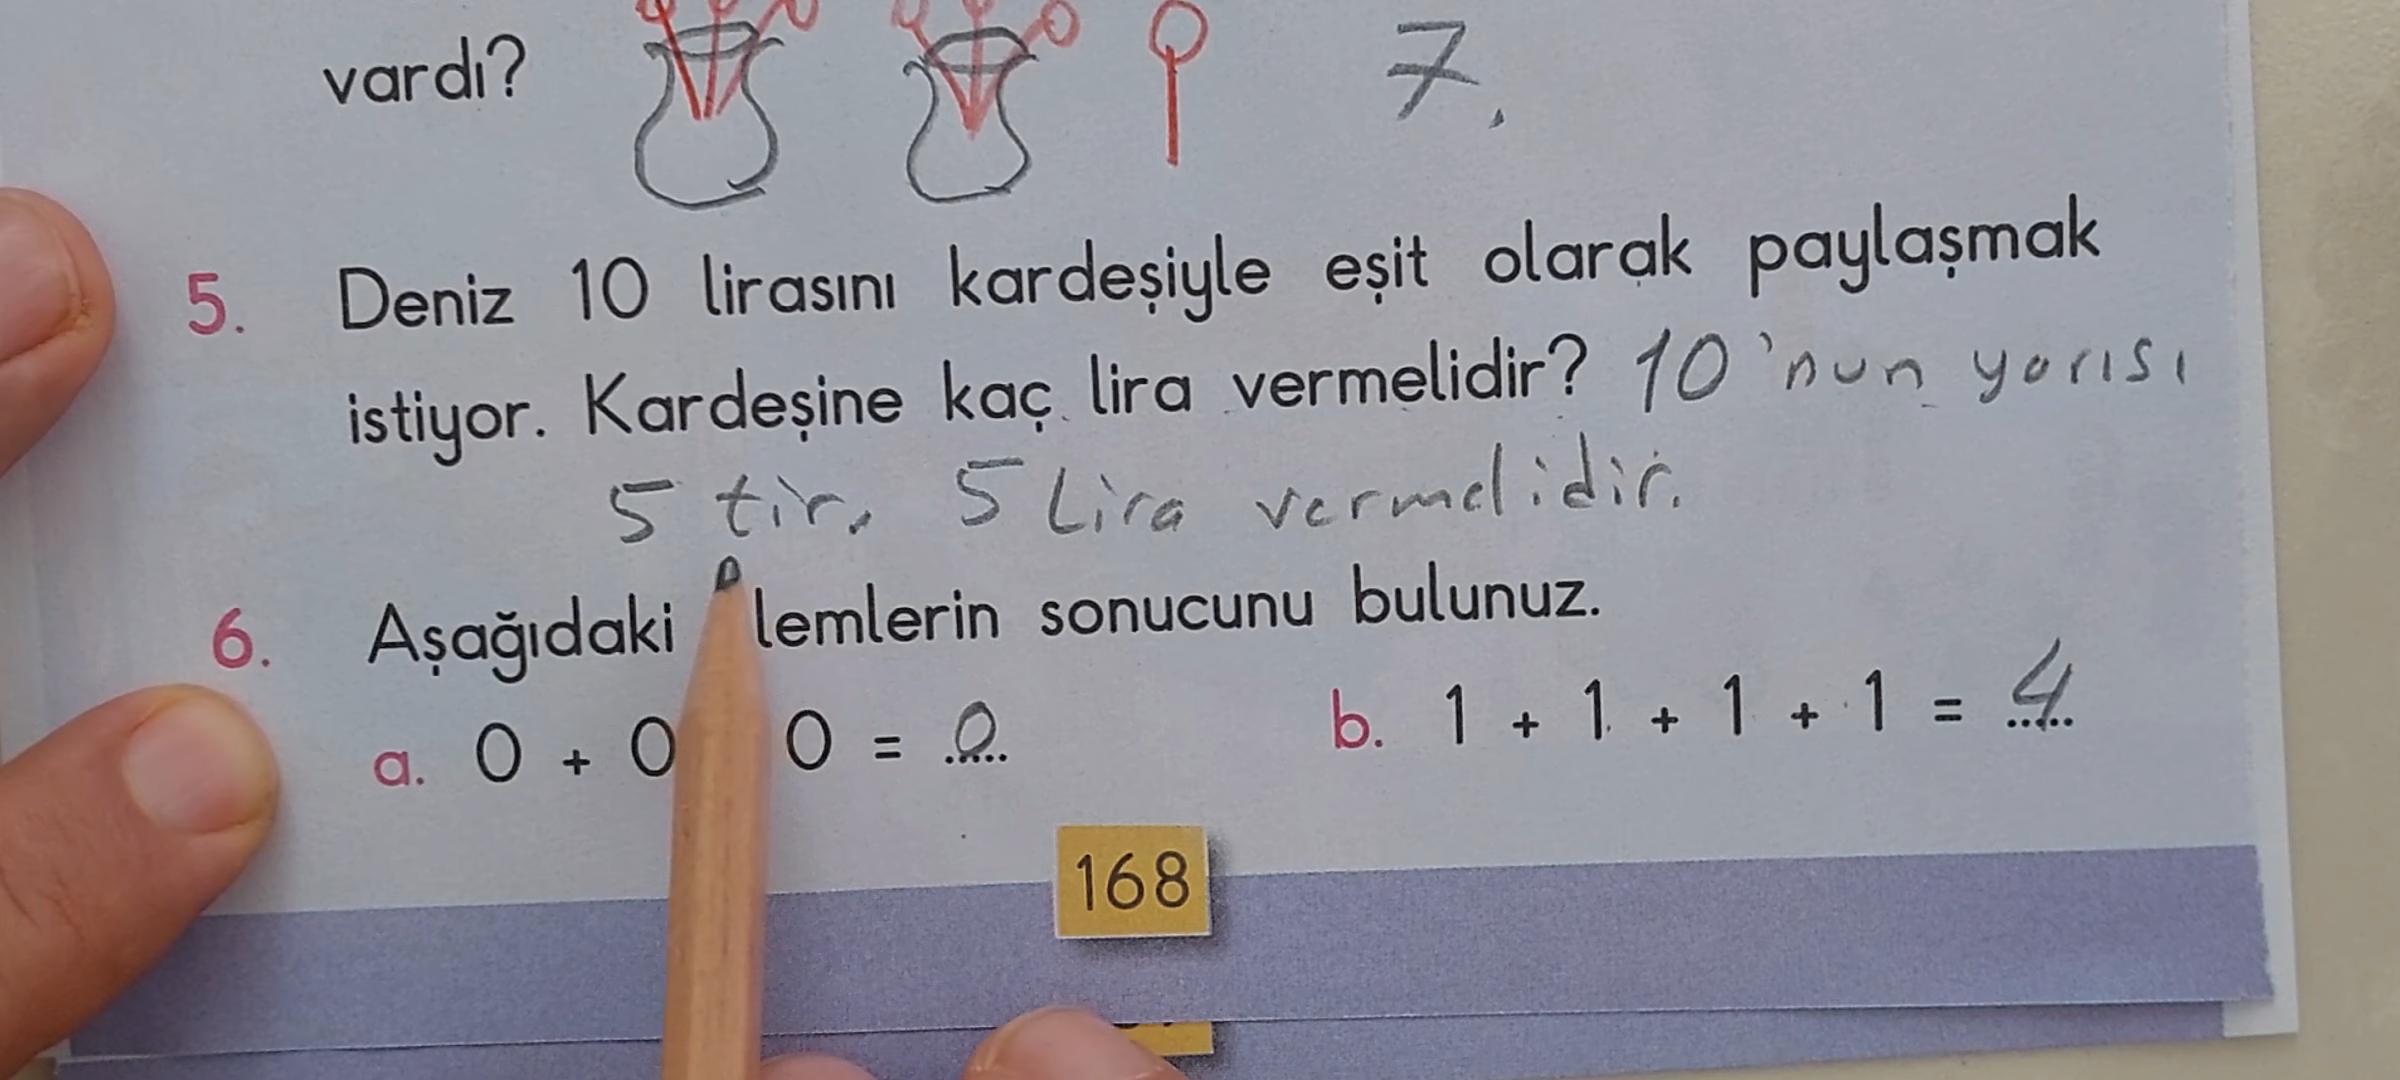 vardı? 7.
5. Deniz 10 lirasını kardeşiyle eşit olarak paylaşmak
istiyor. Kardeşine kaç lira vermelidir? 10'nun yarısı
5 tir. 5 Lira vermelidir.
6. Aşağıdaki lemlerin sonucunu bulunuz.
a. 0 + 0 0 = 0
b. 1 + 1 + 1 + 1 = 4
168